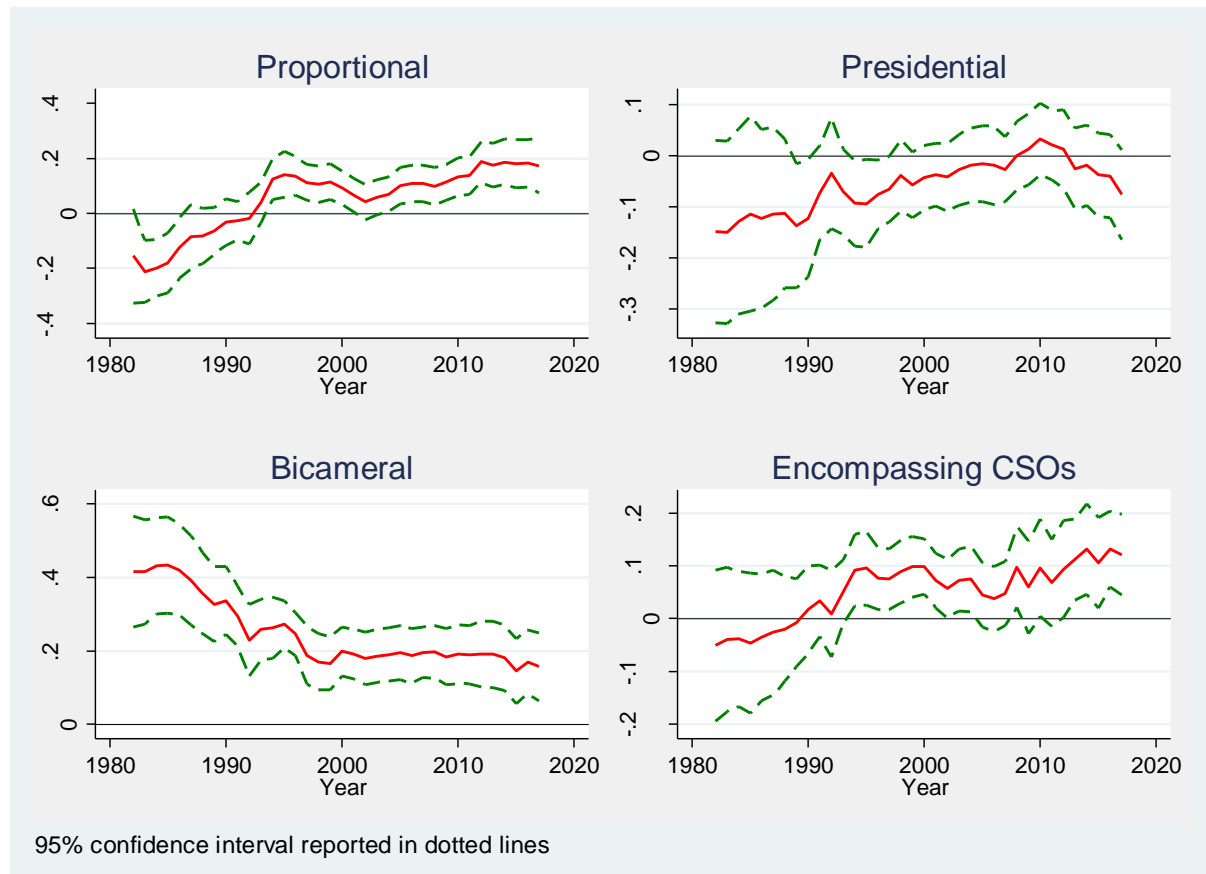 Proportional
.4
.2
0
-.2
-.4
1980 1990 2000 2010 2020
Year
Presidential
.1
0
-.1
-.2
-.3
1980 1990 2000 2010 2020
Year
Bicameral
.6
.4
.2
0
1980 1990 2000 2010 2020
Year
Encompassing CSOs
.2
.1
0
-.1
-.2
1980 1990 2000 2010 2020
Year
95% confidence interval reported in dotted lines